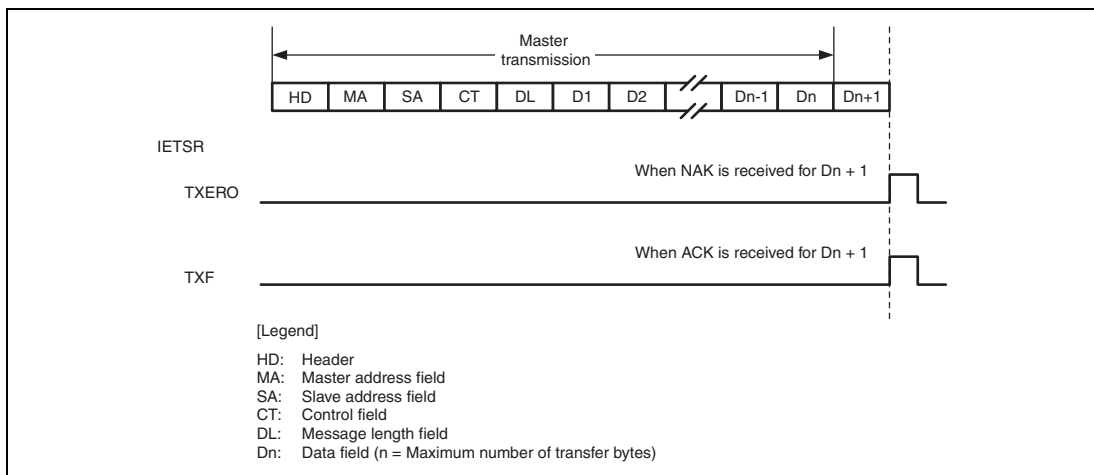 Master
transmission
HD MA SA CT DL D1 D2 Dn-1 Dn Dn+1
IETSR
When NAK is received for Dn + 1
TXERO
When ACK is received for Dn + 1
TXF
[Legend]
HD: Header
MA: Master address field
SA: Slave address field
CT: Control field
DL: Message length field
Dn: Data field (n = Maximum number of transfer bytes)